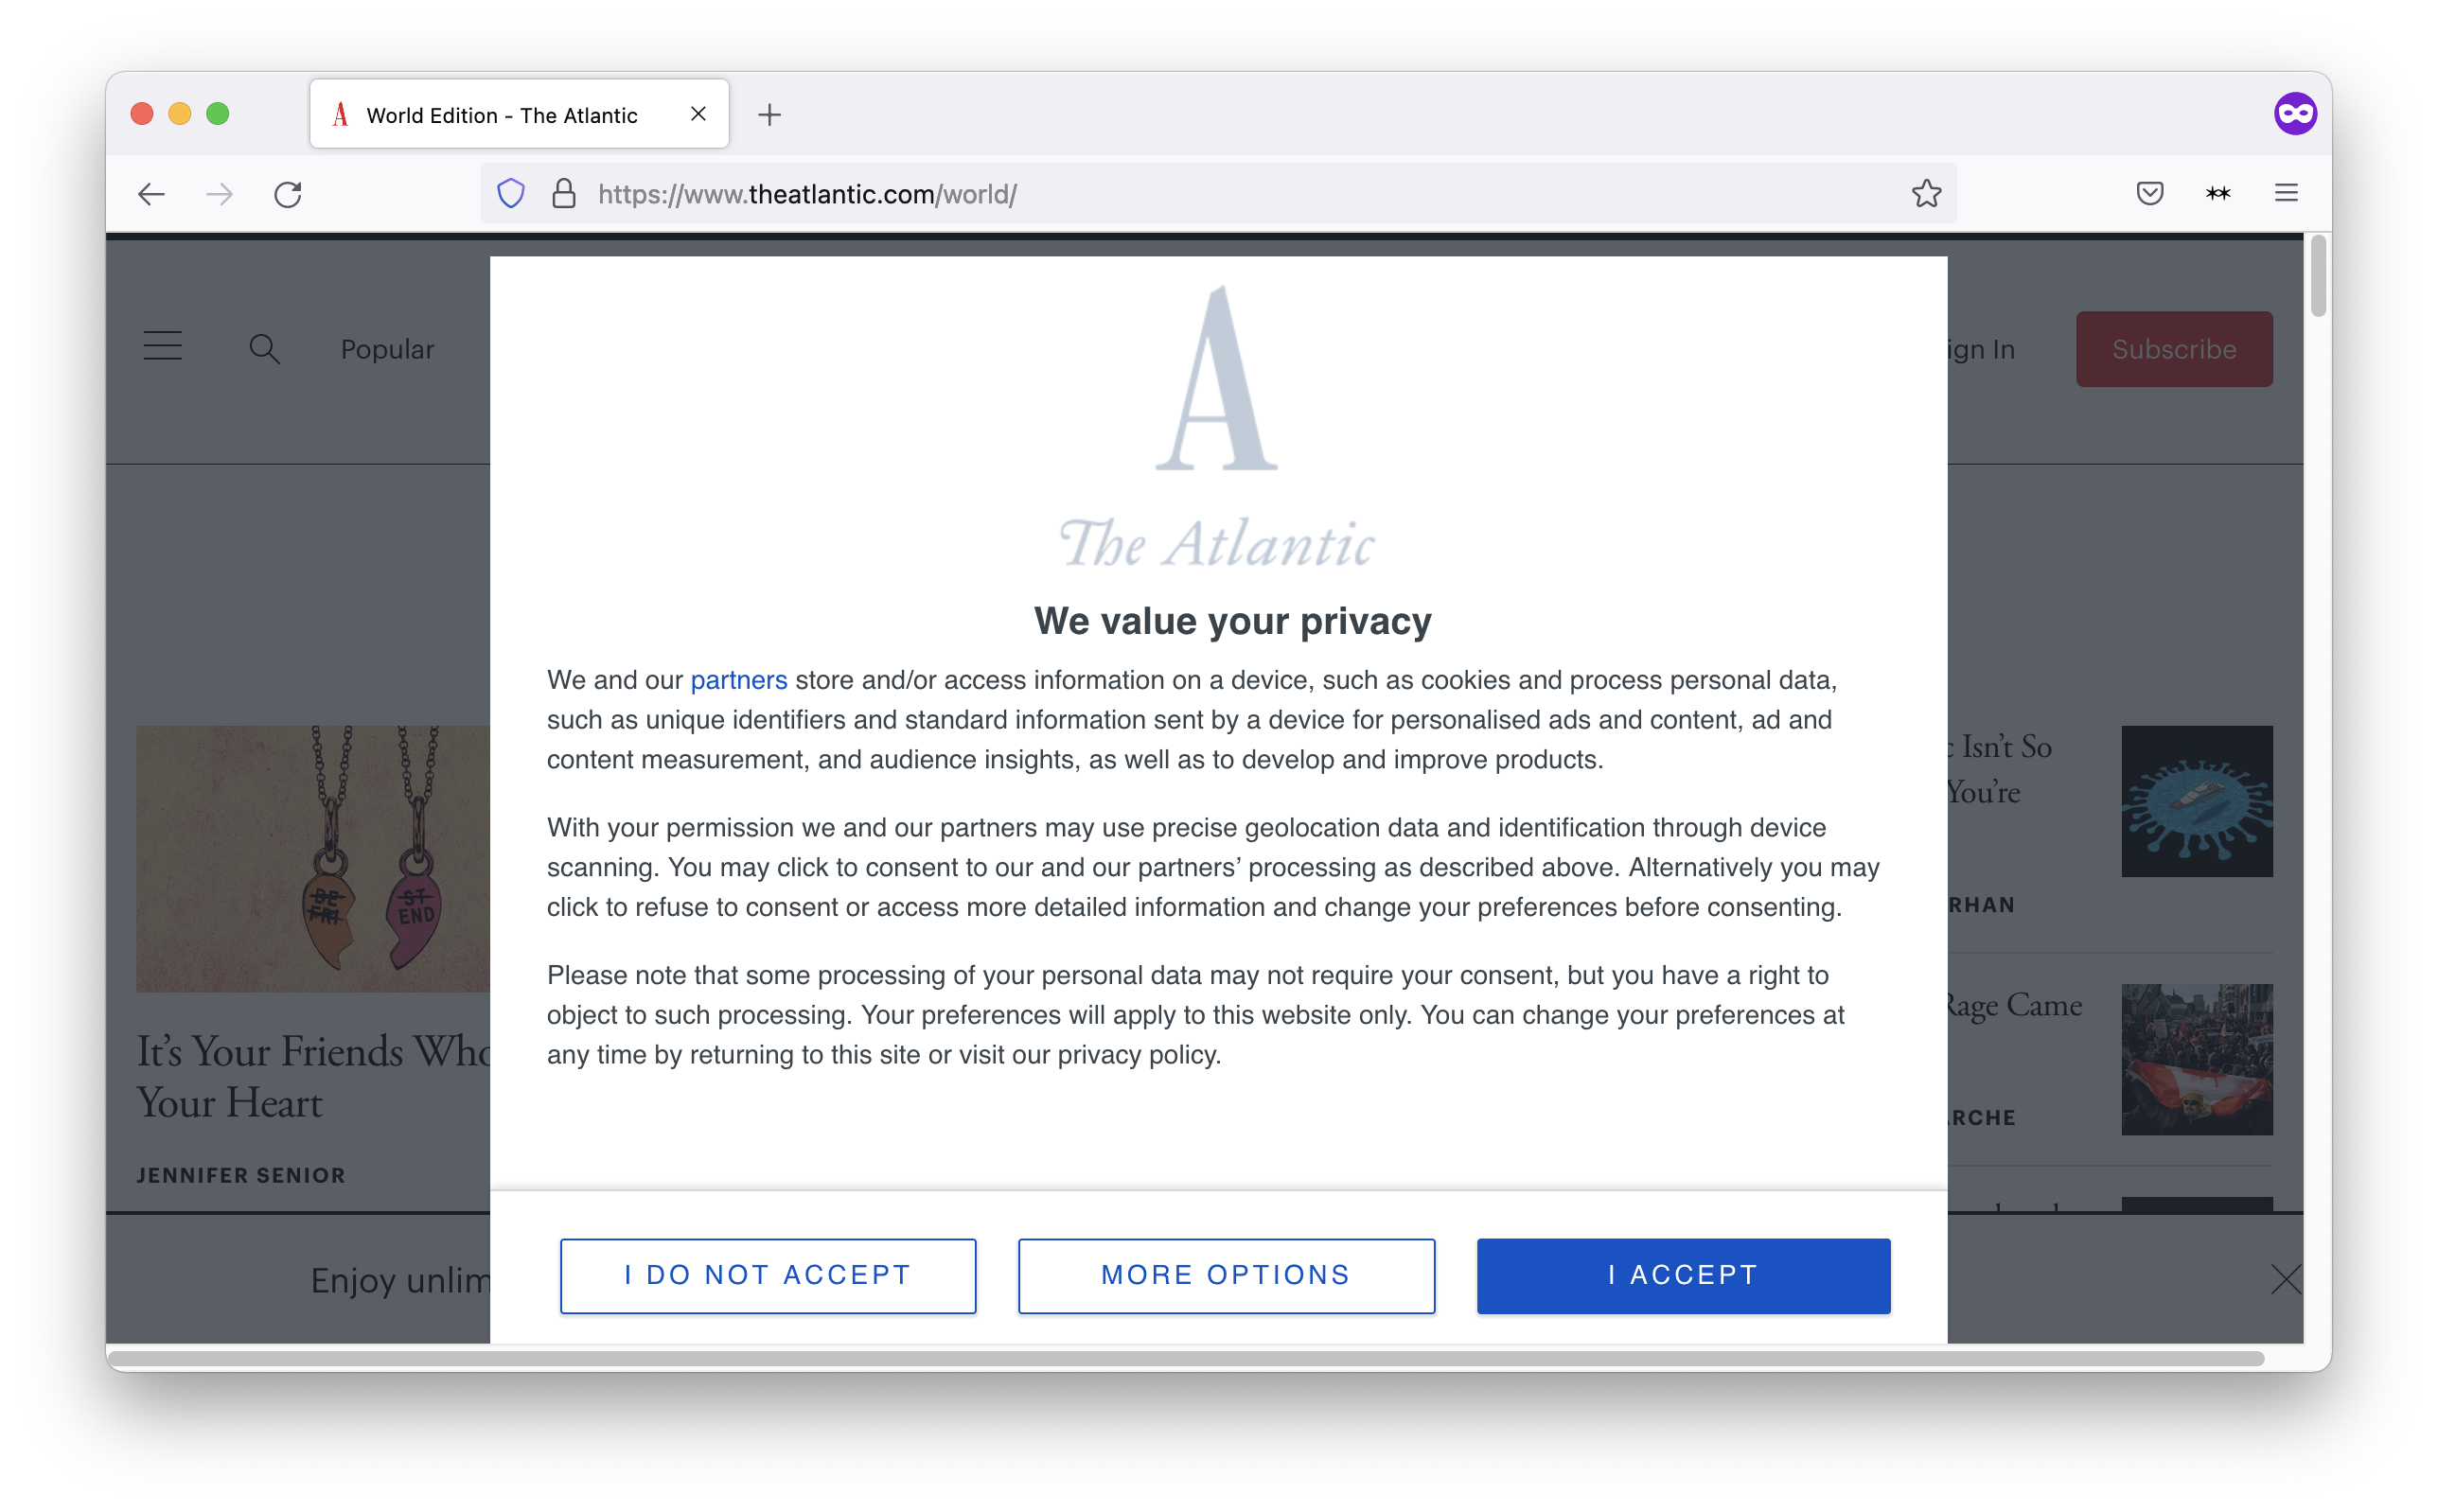 World Edition - The Atlantic
https://www.theatlantic.com/world/
Popular
ign In
Subscribe
A
The Atlantic
We value your privacy
We and our partners store and/or access information on a device, such as cookies and process personal data,
such as unique identifiers and standard information sent by a device for personalised ads and content, ad and
content measurement, and audience insights, as well as to develop and improve products.
With your permission we and our partners may use precise geolocation data and identification through device
scanning. You may click to consent to our and our partners’ processing as described above. Alternatively you may
click to refuse to consent or access more detailed information and change your preferences before consenting.
Please note that some processing of your personal data may not require your consent, but you have a right to
object to such processing. Your preferences will apply to this website only. You can change your preferences at
any time by returning to this site or visit our privacy policy.
I DO NOT ACCEPT
MORE OPTIONS
I ACCEPT
BE
FRI
ST
END
It’s Your Friends Who
Your Heart
JENNIFER SENIOR
Isn’t So
You’re
RHAN
Rage Came
ARCHE
Enjoy unlim